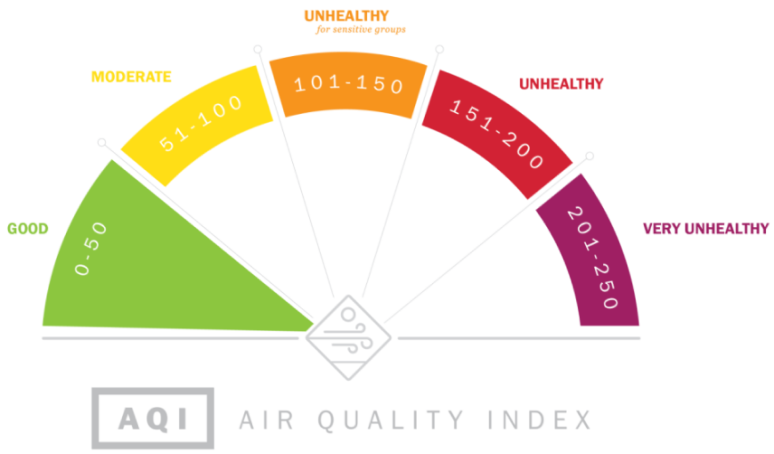 UNHEALTHY
for sensitive groups
MODERATE
UNHEALTHY
GOOD
VERY UNHEALTHY
0-50
51-100
101-150
151-200
201-250
AQI
AIR QUALITY INDEX